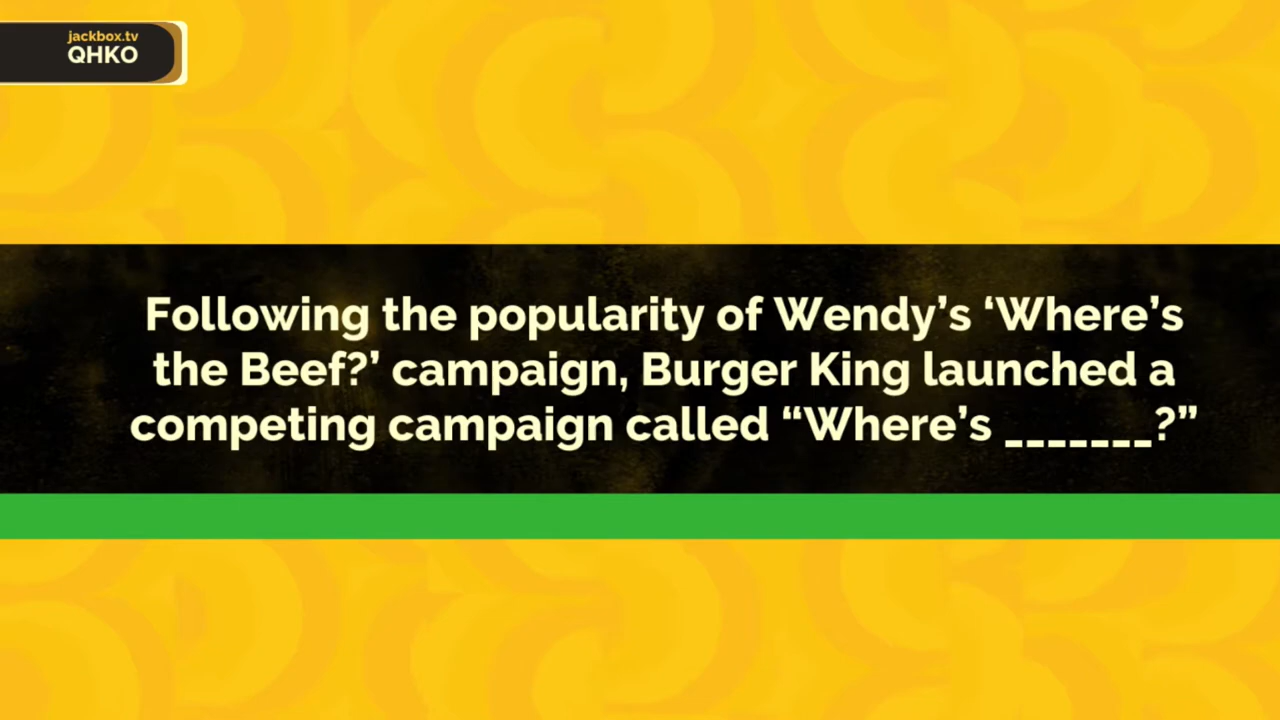 jackbox.tv
QHKO
Following the popularity of Wendy’s ‘Where’s
the Beef?’ campaign, Burger King launched a
competing campaign called “Where’s _______?”